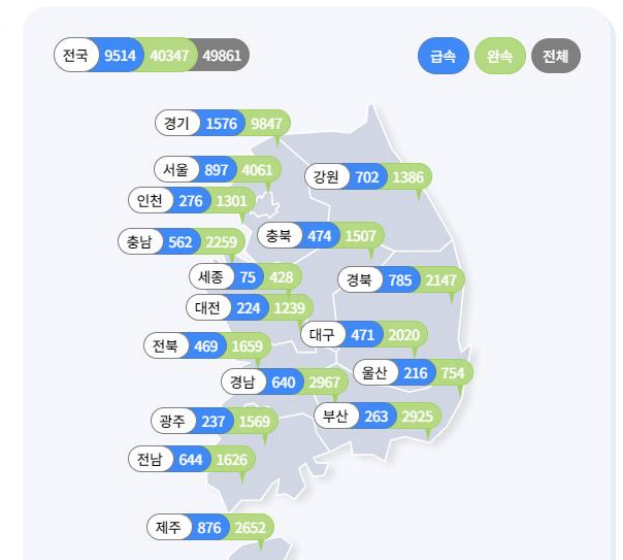 전국 9514 40347 49861
급속 완속 전체
경기 1576 9847
서울 897 4061
강원 702 1386
인천 276 1301
충남 562 2259
충북 474 1507
세종 75 428
경북 785 2147
대전 224 1239
대구 471 2020
전북 469 1659
경남 640 2967
울산 216 754
광주 237 1569
부산 263 2925
전남 644 1626
제주 876 2652